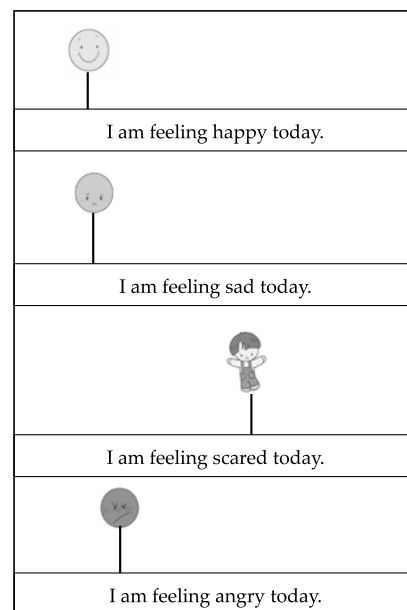 I am feeling happy today.
I am feeling sad today.
I am feeling scared today.
I am feeling angry today.